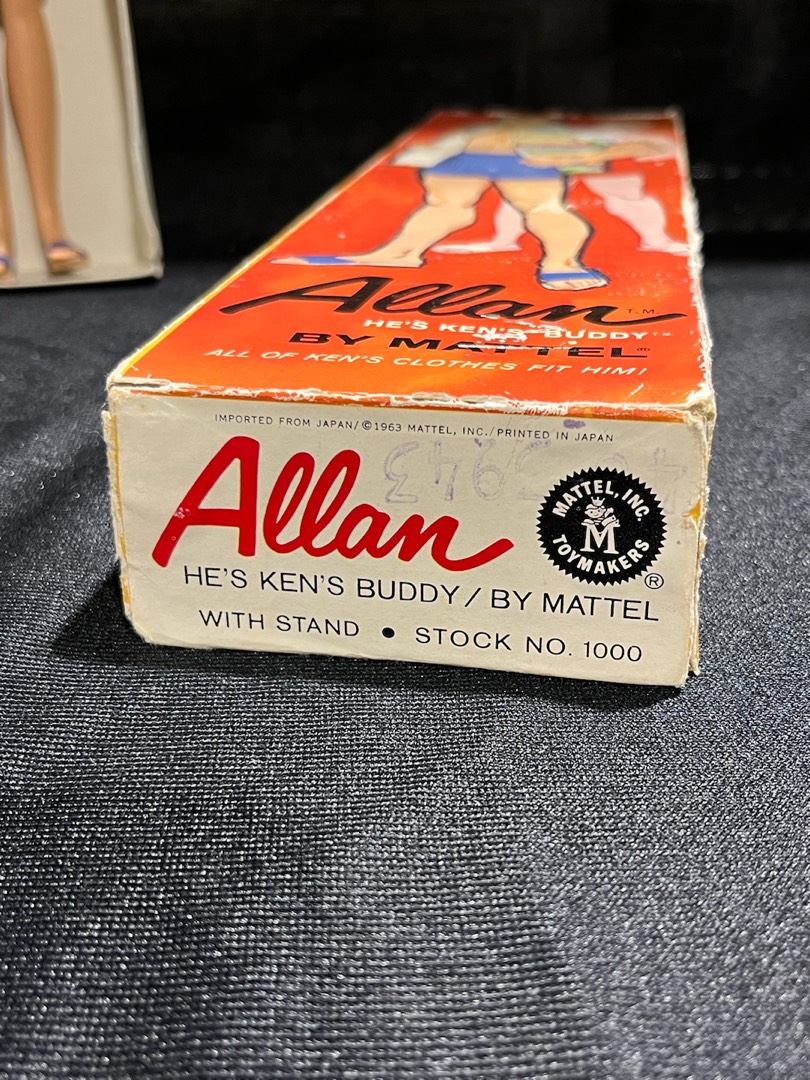 Allan T.M.
HE'S KEN'S BUDDY T.M.
BY MATTEL ®
ALL OF KEN'S CLOTHES FIT HIM!
IMPORTED FROM JAPAN/©1963 MATTEL, INC./PRINTED IN JAPAN
Allan
MATTEL, INC.
M
TOYMAKERS
®
HE'S KEN'S BUDDY/BY MATTEL
WITH STAND ● STOCK NO. 1000